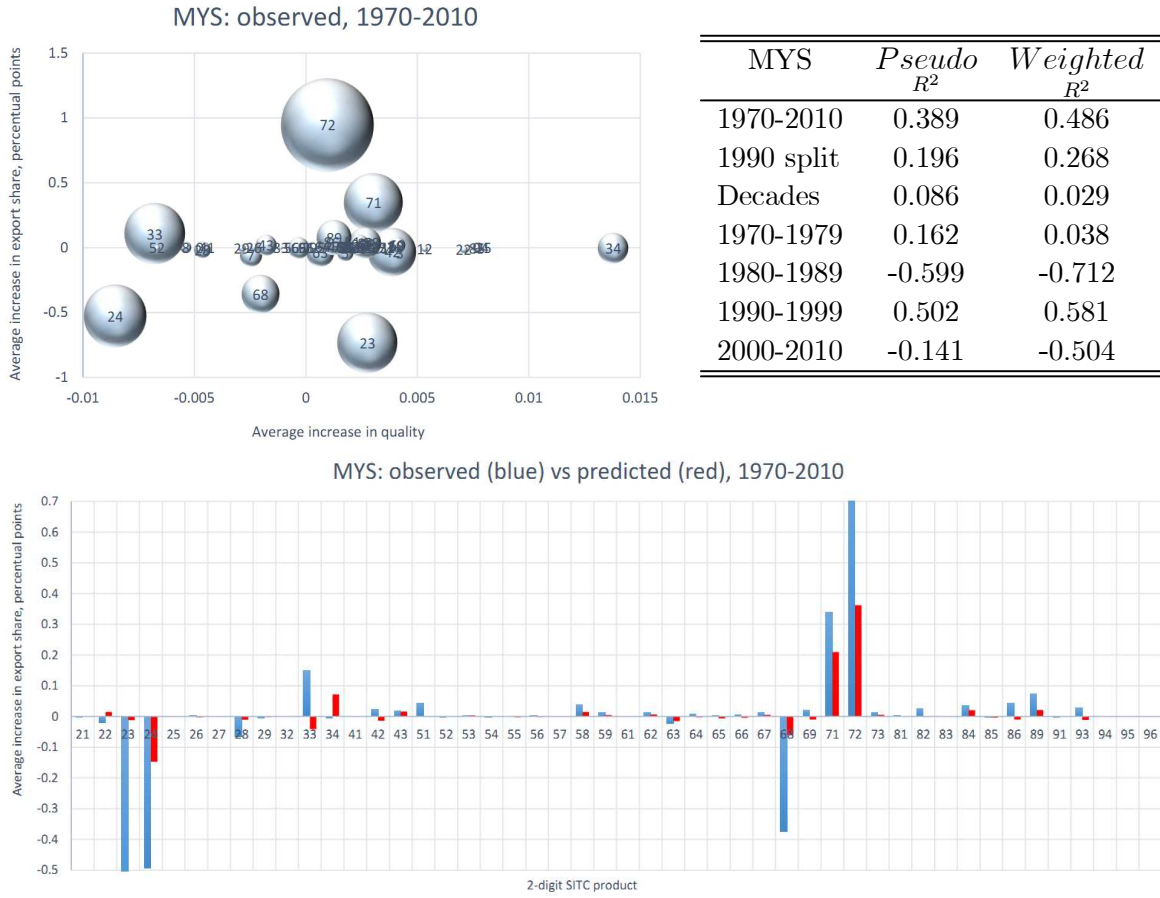 MYS: observed, 1970-2010
Average increase in export share, percentual points
1.5
1
0.5
0
-0.5
-1
-0.01
-0.005
0
0.005
0.01
0.015
Average increase in quality
72
71
33
89
43
34
7
63
42
68
24
23
MYS Pseudo R² Weighted R²
1970-2010 0.389 0.486
1990 split 0.196 0.268
Decades 0.086 0.029
1970-1979 0.162 0.038
1980-1989 -0.599 -0.712
1990-1999 0.502 0.581
2000-2010 -0.141 -0.504
MYS: observed (blue) vs predicted (red), 1970-2010
Average increase in export share, percentual points
0.7
0.6
0.5
0.4
0.3
0.2
0.1
0
-0.1
-0.2
-0.3
-0.4
-0.5
21 22 23 24 25 26 27 28 29 32 33 34 41 42 43 51 52 53 54 55 56 57 58 59 61 62 63 64 65 66 67 68 69 71 72 73 81 82 83 84 85 86 89 91 93 94 95 96
2-digit SITC product